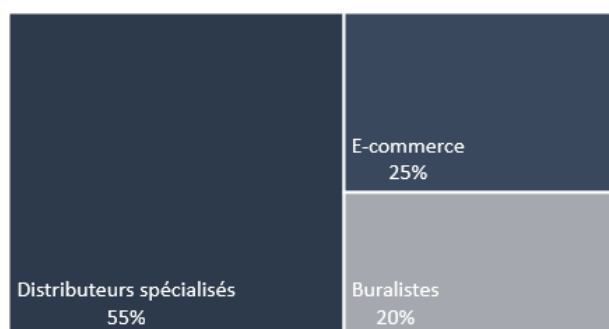 Distributeurs spécialisés
55%
E-commerce
25%
Buralistes
20%